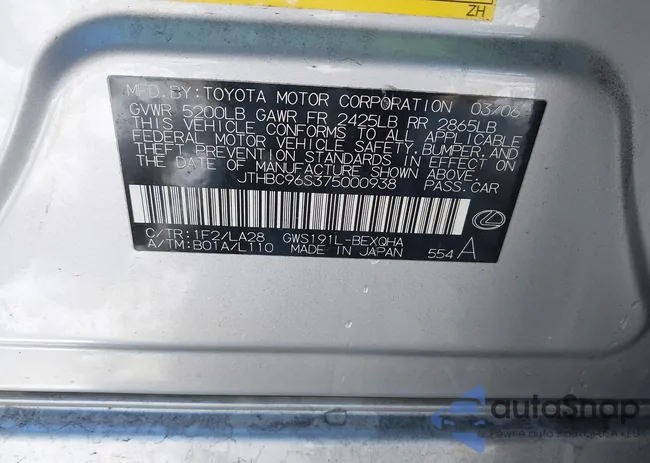 ZH
MFD. BY: TOYOTA MOTOR CORPORATION 03/06
GVWR 5200LB GAWR FR 2425LB RR 2865LB
THIS VEHICLE CONFORMS TO ALL APPLICABLE
FEDERAL MOTOR VEHICLE SAFETY, BUMPER, AND
THEFT PREVENTION STANDARDS IN EFFECT ON
THE DATE OF MANUFACTURE SHOWN ABOVE.
JTHBC96S375000938 PASS. CAR
C/TR: 1F2/LA28 GWS191L-BEXQHA
A/TM: B01A/L110 MADE IN JAPAN 554 A
autoSnap